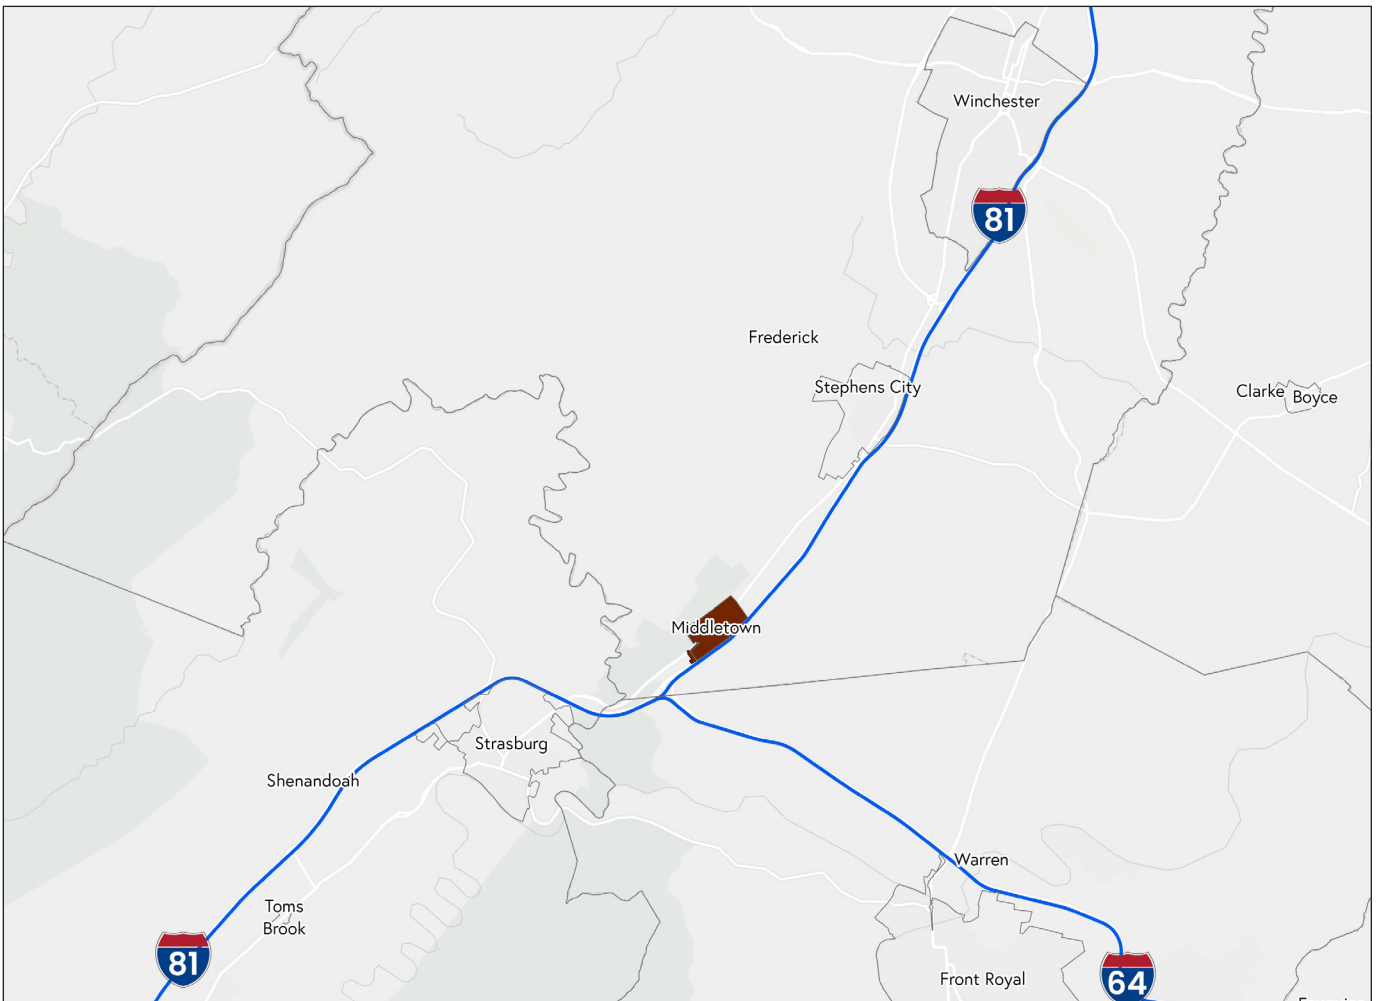 Winchester
81
Frederick
Stephens City
Clarke
Boyce
Middletown
Strasburg
Shenandoah
Warren
Toms
Brook
81
Front Royal
64